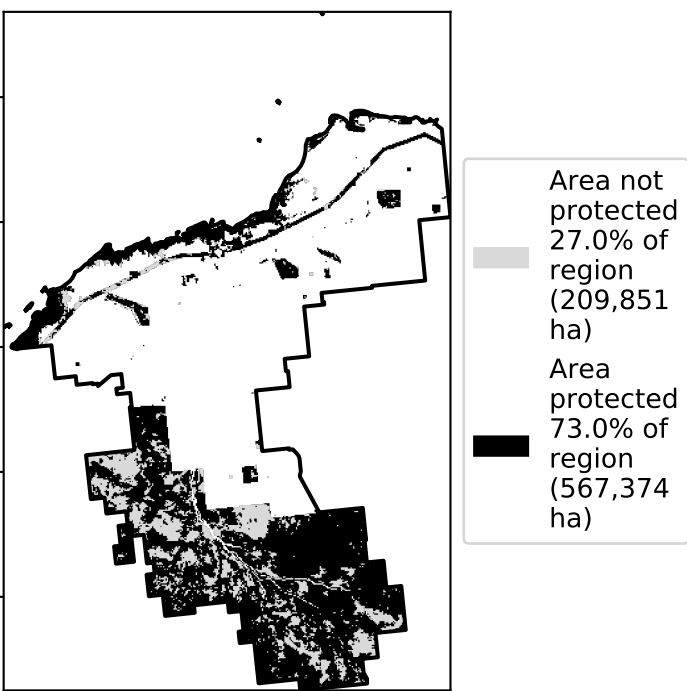 Area not
protected
27.0% of
region
(209,851
ha)
Area
protected
73.0% of
region
(567,374
ha)